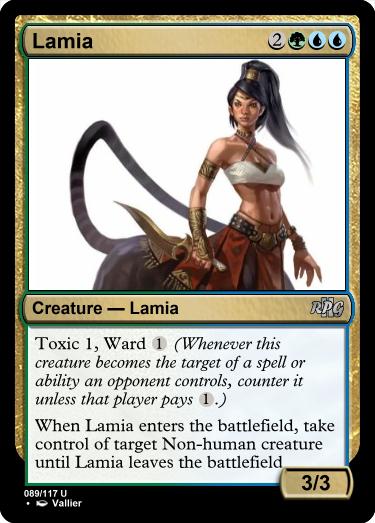 Lamia 2
Creature — Lamia
RPG
Toxic 1, Ward 1 (Whenever this
creature becomes the target of a spell or
ability an opponent controls, counter it
unless that player pays 1.)
When Lamia enters the battlefield, take
control of target Non-human creature
until Lamia leaves the battlefield
3/3
089/117 U
• Vallier